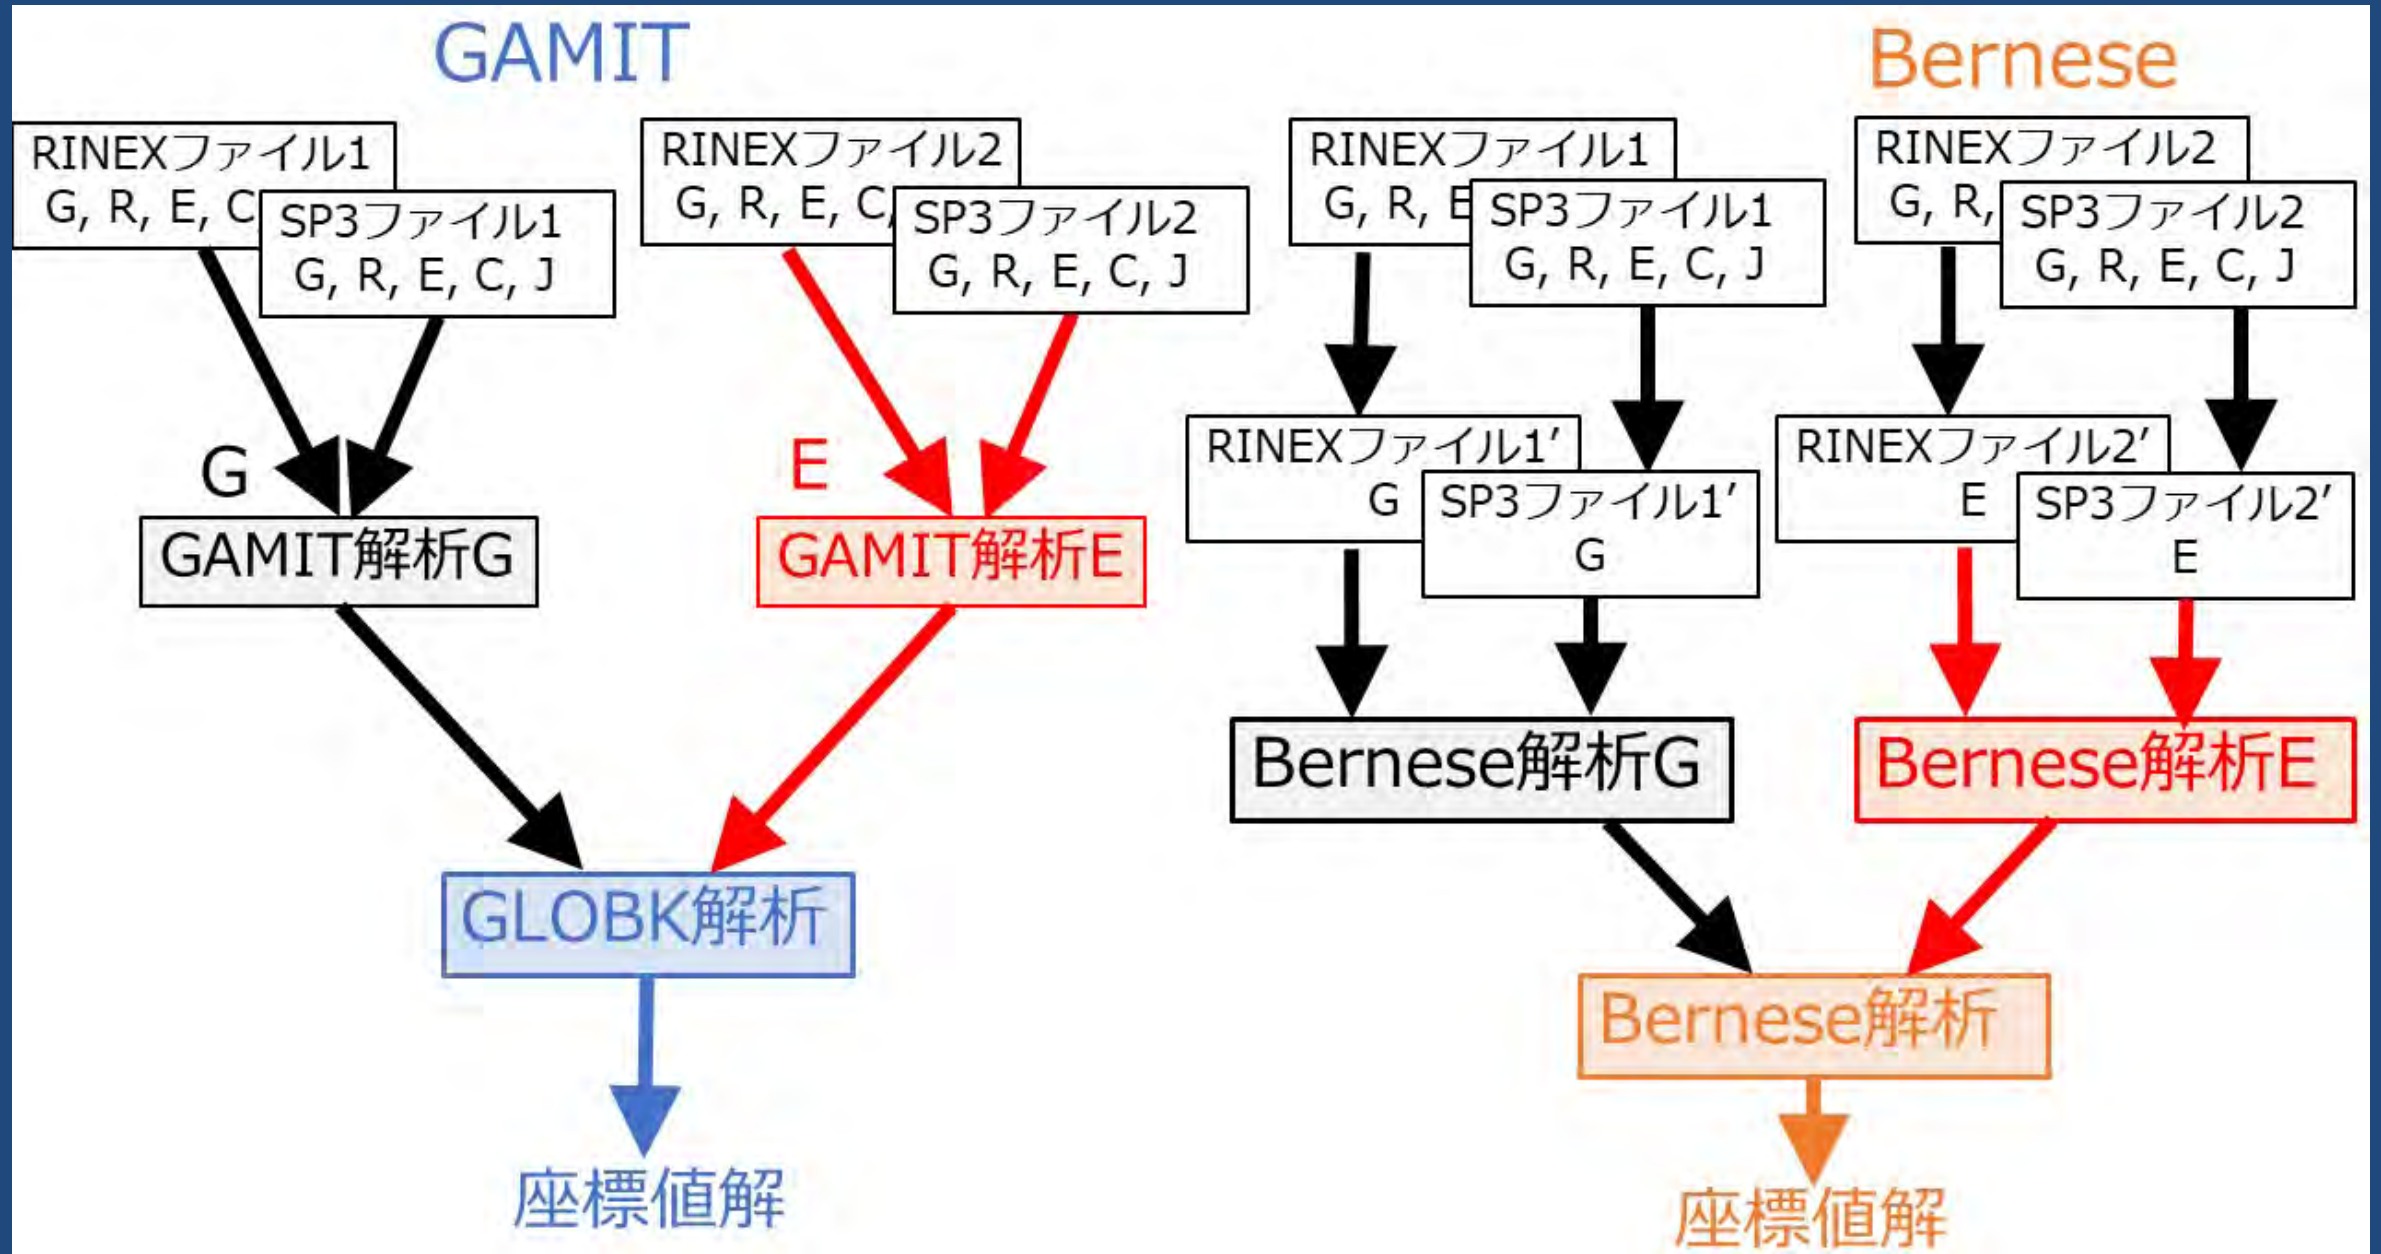 GAMIT
RINEXファイル1
G, R, E, C
SP3ファイル1
G, R, E, C, J
RINEXファイル2
G, R, E, C,
SP3ファイル2
G, R, E, C, J
G
E
GAMIT解析G
GAMIT解析E
GLOBK解析
座標値解
Bernese
RINEXファイル1
G, R, E
SP3ファイル1
G, R, E, C, J
RINEXファイル2
G, R,
SP3ファイル2
G, R, E, C, J
RINEXファイル1’
G
SP3ファイル1’
G
RINEXファイル2’
E
SP3ファイル2’
E
Bernese解析G
Bernese解析E
Bernese解析
座標値解